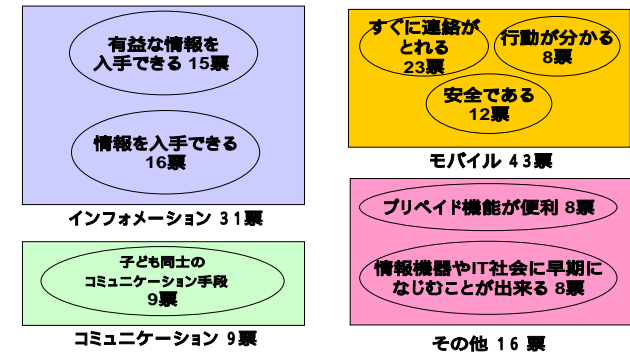 有益な情報を
入手できる 15票
情報を入手できる
16票
インフォメーション 31票
子ども同士の
コミュニケーション手段
9票
コミュニケーション 9票
すぐに連絡が
とれる
23票
行動が分かる
8票
安全である
12票
モバイル 43票
プリペイド機能が便利 8票
情報機器やIT社会に早期に
なじむことが出来る 8票
その他 16 票